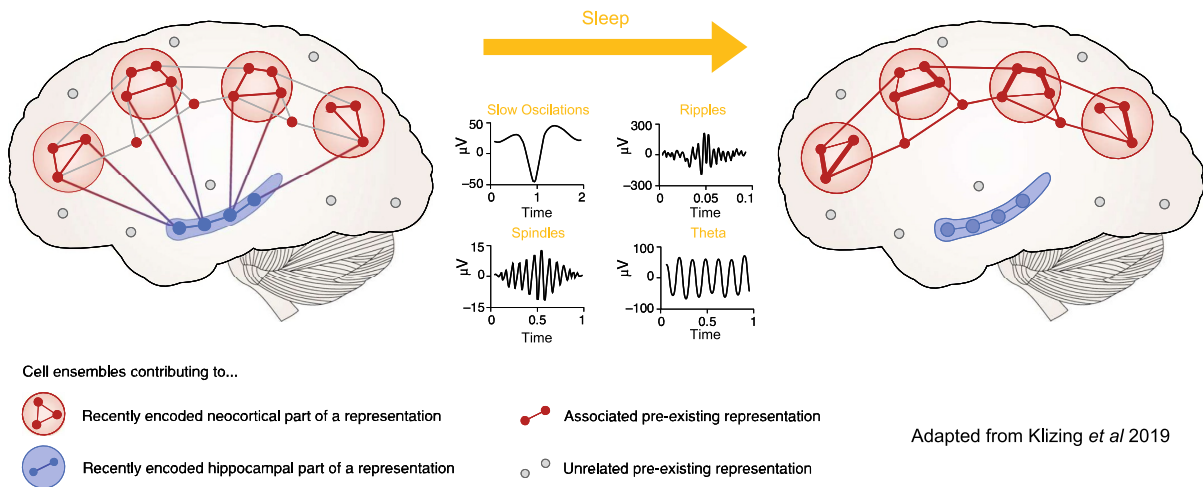 Sleep
Slow Oscilations
50
0
−50
μV
0 1 2
Time
Ripples
300
0
−300
μV
0 0.05 0.1
Time
Spindles
15
0
−15
μV
0 0.5 1
Time
Theta
100
0
−100
μV
0 0.5 1
Time
Cell ensembles contributing to...
Recently encoded neocortical part of a representation
Associated pre-existing representation
Recently encoded hippocampal part of a representation
Unrelated pre-existing representation
Adapted from Klizing et al 2019